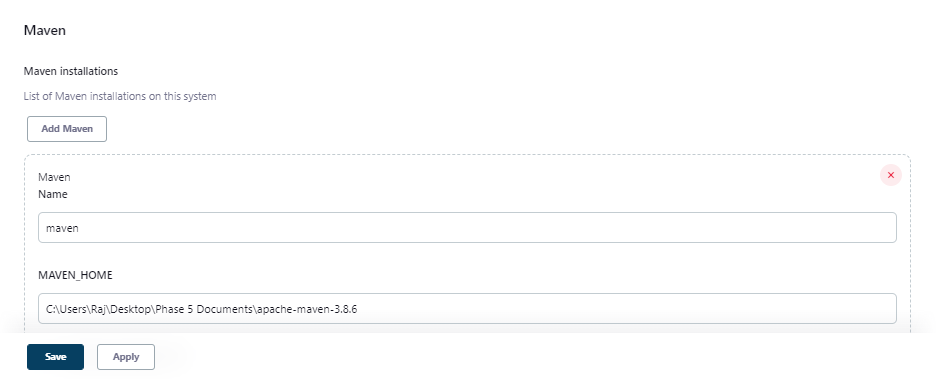 Maven
Maven installations
List of Maven installations on this system
Add Maven
Maven
Name
maven
MAVEN_HOME
C:\Users\Raj\Desktop\Phase 5 Documents\apache-maven-3.8.6
Save Apply